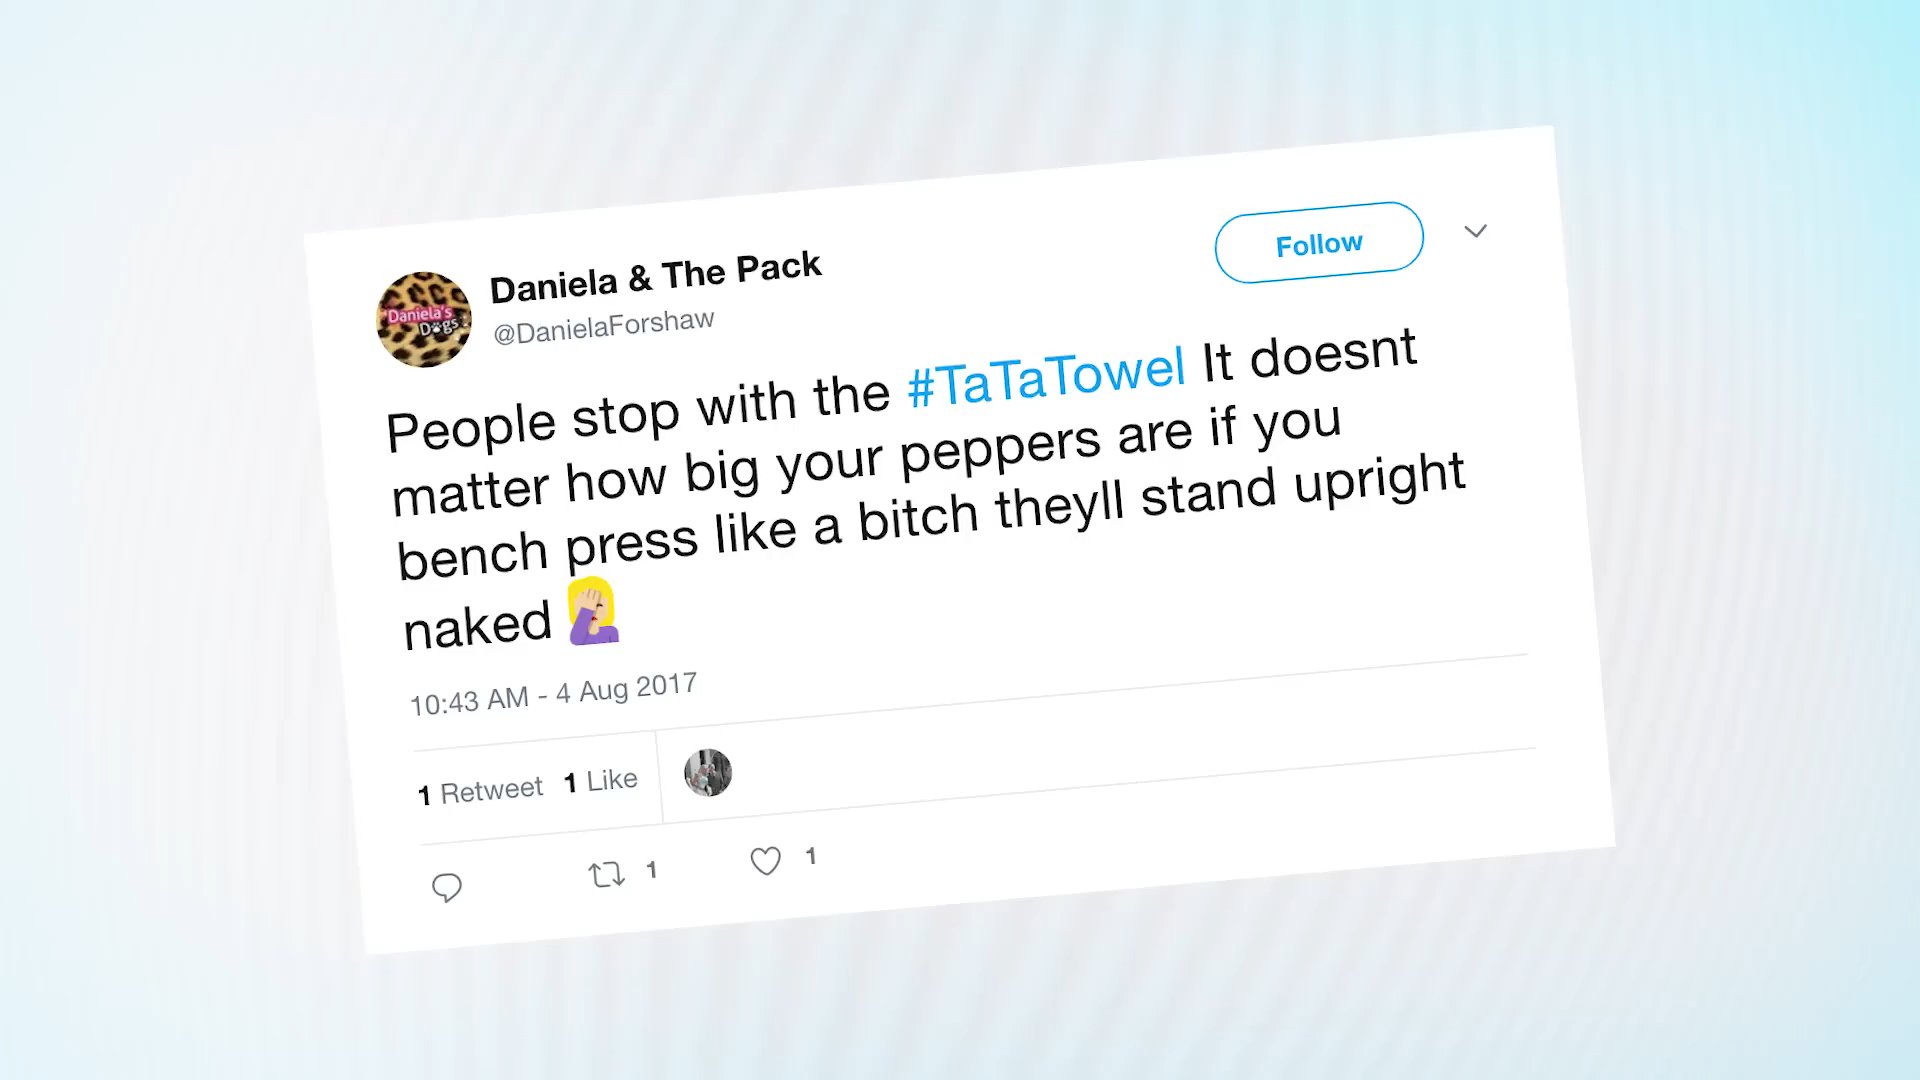 Daniela's
Dogs
Daniela & The Pack
@DanielaForshaw
Follow
People stop with the #TaTaTowel It doesnt
matter how big your peppers are if you
bench press like a bitch theyll stand upright
naked 🤦🏼‍♀️
10:43 AM - 4 Aug 2017
1 Retweet 1 Like
1 1